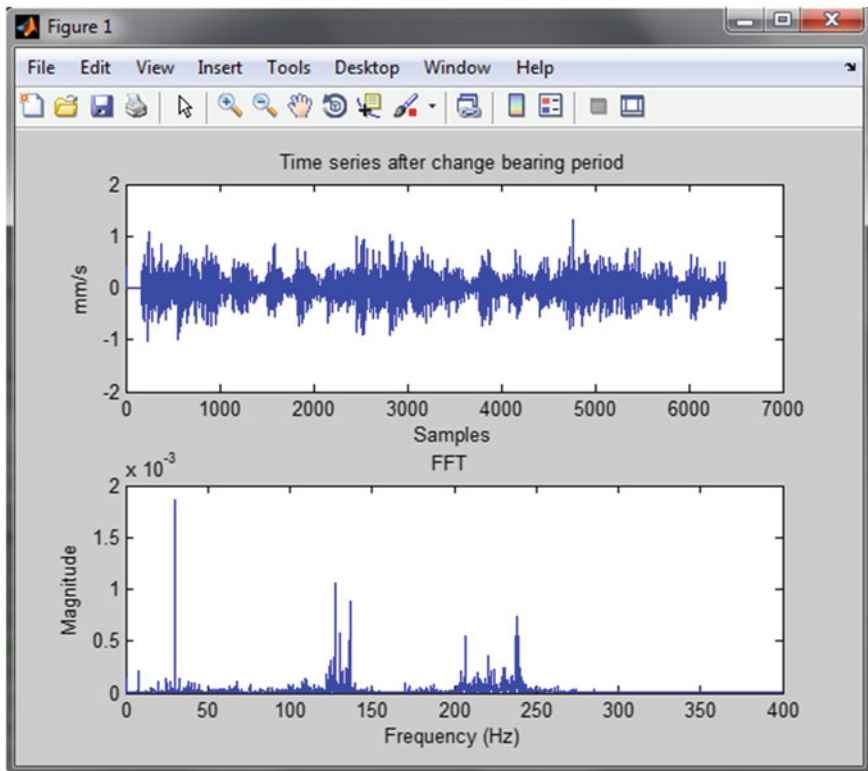 Figure 1
File Edit View Insert Tools Desktop Window Help
Time series after change bearing period
2
1
0
-1
-2
mm/s
0 1000 2000 3000 4000 5000 6000 7000
Samples
FFT
x 10⁻³
2
1.5
1
0.5
0
Magnitude
0 50 100 150 200 250 300 350 400
Frequency (Hz)